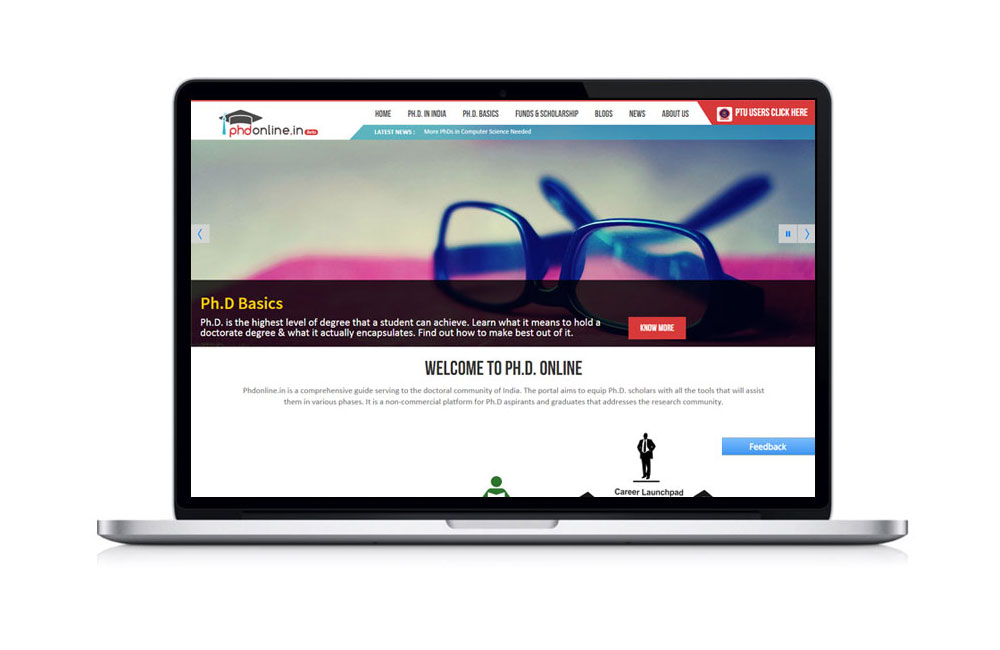 phdonline.in Beta
HOME PH.D. IN INDIA PH.D. BASICS FUNDS & SCHOLARSHIP BLOGS NEWS ABOUT US
PTU USERS CLICK HERE
LATEST NEWS : More PhDs in Computer Science Needed
Ph.D Basics
Ph.D. is the highest level of degree that a student can achieve. Learn what it means to hold a
doctorate degree & what it actually encapsulates. Find out how to make best out of it.
KNOW MORE
WELCOME TO PH.D. ONLINE
Phdonline.in is a comprehensive guide serving to the doctoral community of India. The portal aims to equip Ph.D. scholars with all the tools that will assist
them in various phases. It is a non-commercial platform for Ph.D aspirants and graduates that addresses the research community.
Feedback
Career Launchpad